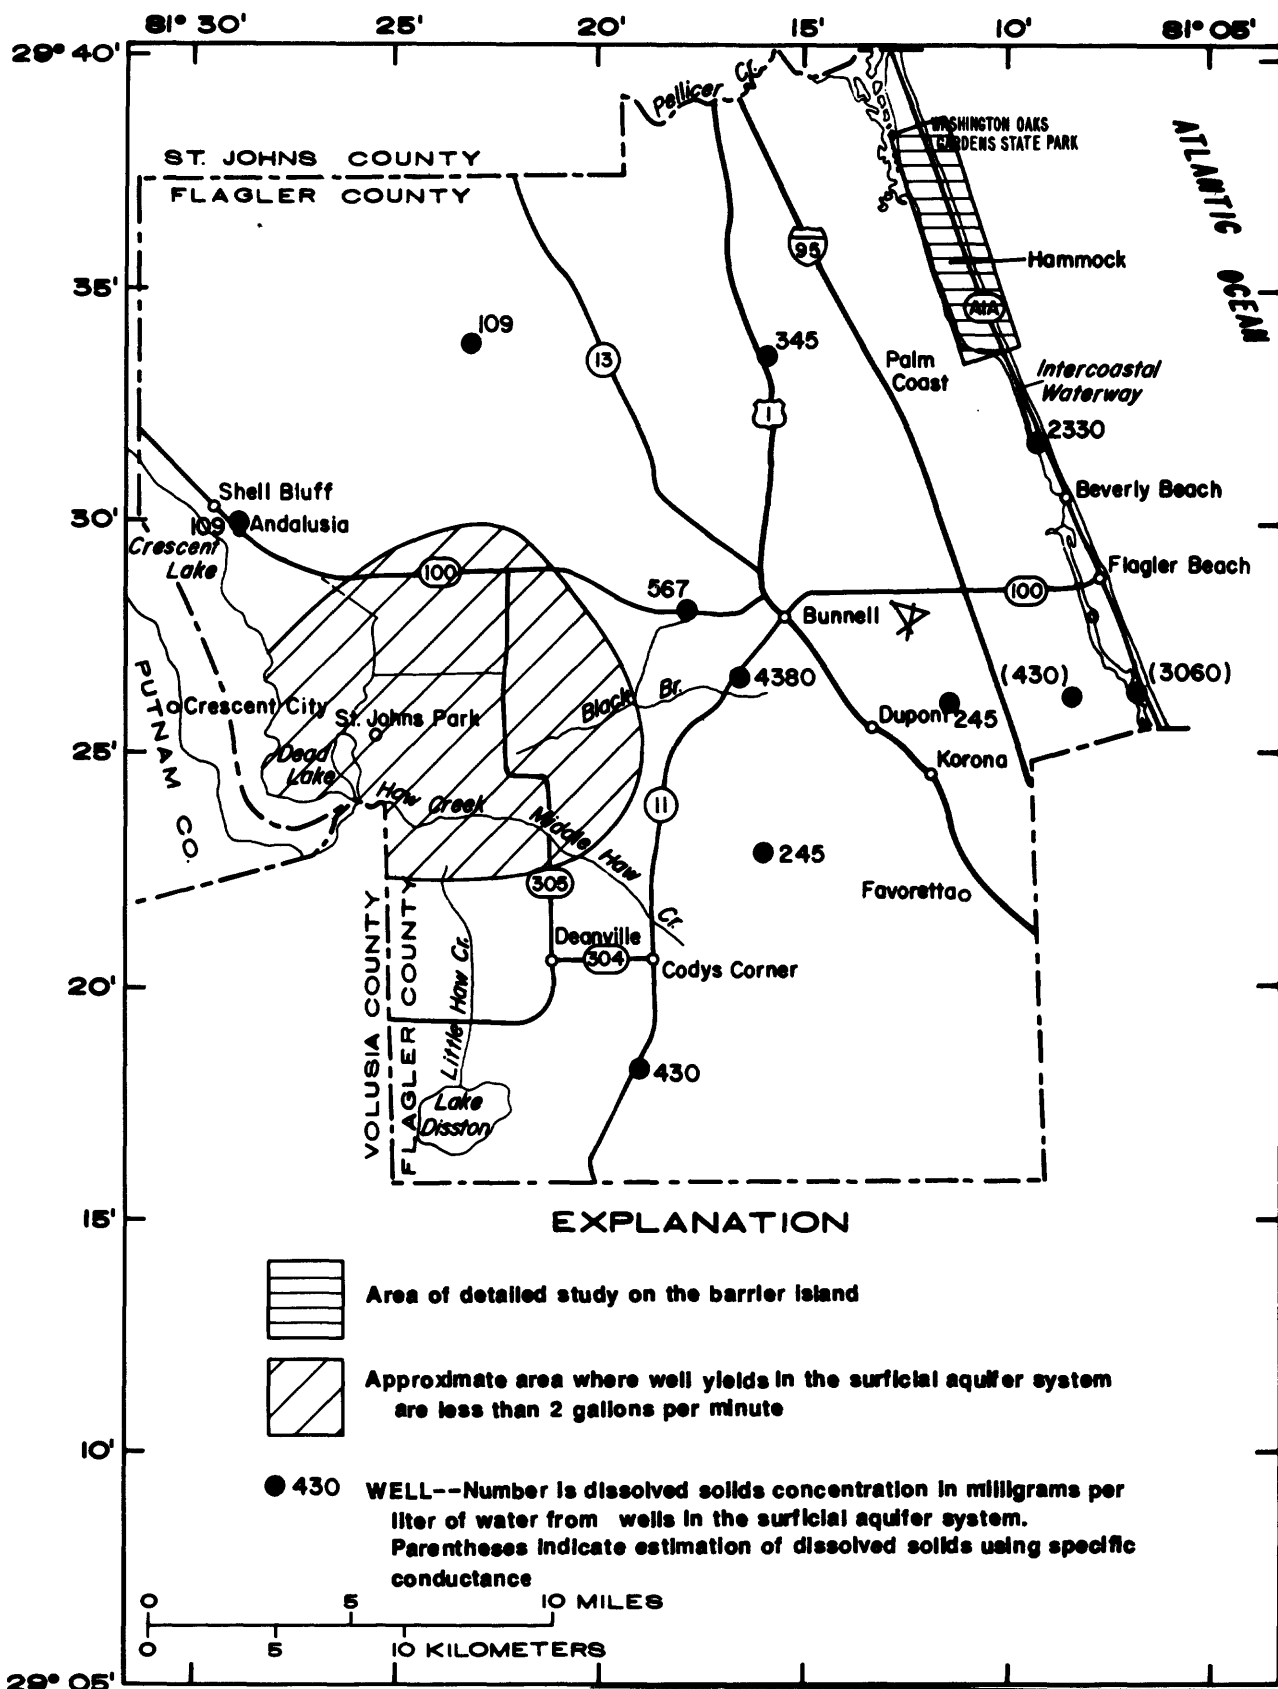 81° 30' 25' 20' 15' 10' 81° 05'
29° 40'
Pellicer Cr.
WASHINGTON OAKS
GARDENS STATE PARK
ATLANTIC OCEAN
ST. JOHNS COUNTY
FLAGLER COUNTY
95
Hammock
35'
A1A
109
345
13
Palm
Coast
Intercoastal
Waterway
1
2330
Shell Bluff
Beverly Beach
30'
109
Andalusia
Crescent
Lake
100
Flagler Beach
567
100
Bunnell
PUTNAM CO.
4380
(430)
(3060)
Black Br.
Crescent City
St. Johns Park
Dupont
245
25'
Dead
Lake
Korona
Haw Creek
11
Middle Haw Cr.
245
305
Favoretta
VOLUSIA COUNTY
FLAGLER COUNTY
Little Haw Cr.
Deanville
304
Codys Corner
20'
430
Lake
Disston
15'
EXPLANATION
Area of detailed study on the barrier island
Approximate area where well yields in the surficial aquifer system
are less than 2 gallons per minute
10'
430
WELL--Number is dissolved solids concentration in milligrams per
liter of water from wells in the surficial aquifer system.
Parentheses indicate estimation of dissolved solids using specific
conductance
0 5 10 MILES
0 5 10 KILOMETERS
29° 05'